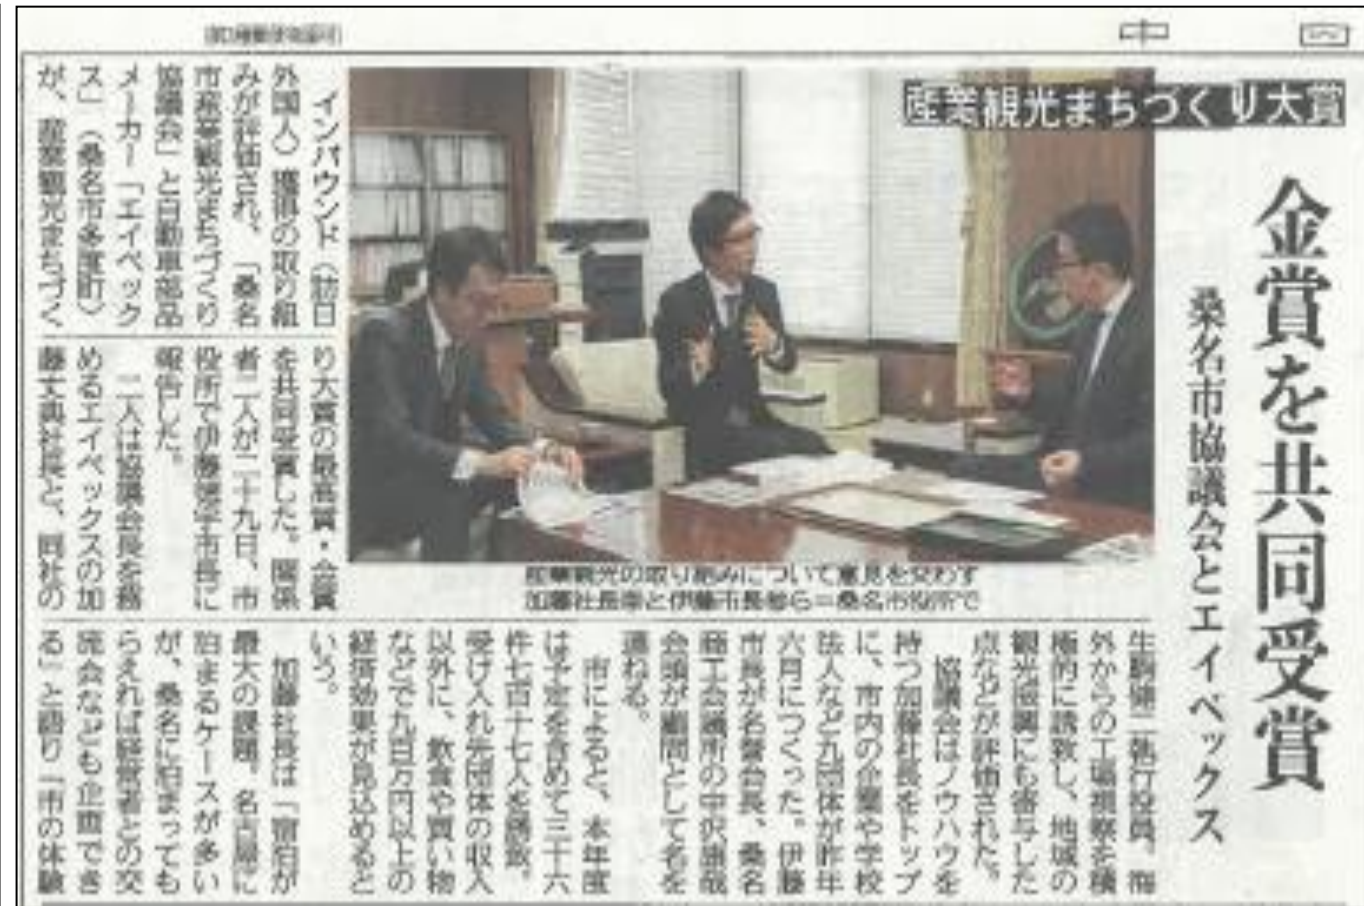 中
産業観光まちづくり大賞
金賞を共同受賞
桑名市協議会とエイペックス
産業観光の取り組みについて意見を交わす
加藤社長㊥と伊藤市長㊨ら＝桑名市役所で
インバウンド（訪日
外国人）獲得の取り組
みが評価され、「桑名
市産業観光まちづくり
協議会」と自動車部品
メーカー「エイペック
ス」（桑名市多度町）
が、産業観光まちづく
り大賞の最高賞・金賞
を共同受賞した。関係
者二人が二十九日、市
役所で伊藤徳宇市長に
報告した。
二人は協議会長を務
めるエイペックスの加
藤丈典社長と、同社の
執行役員。海
外からの工場視察を積
極的に誘致し、地域の
観光振興にも寄与した
点などが評価された。
協議会はノウハウを
持つ加藤社長をトップ
に、市内の企業や学校
法人など九団体が昨年
六月につくった。伊藤
市長が名誉会長、桑名
商工会議所の中沢康哉
会頭が顧問として名を
連ねる。
市によると、本年度
は予定を含めて三十六
件七百十七人を誘致。
受け入れ先団体の収入
以外に、飲食や買い物
などで九百万円以上の
経済効果が見込めると
いう。
加藤社長は「宿泊が
最大の課題。名古屋に
泊まるケースが多い
が、桑名に泊まっても
らえれば経営者との交
流会なども企画でき
る」と語り「市の体験